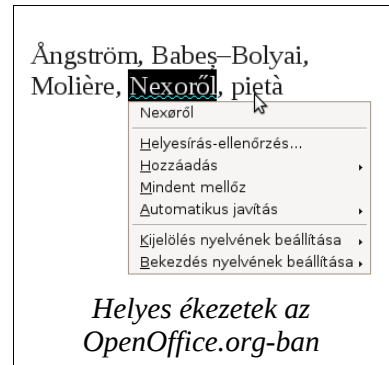 Ångström, Babeș–Bolyai,
Molière, Nexoről, pietà
Nexøről
Helyesírás-ellenőrzés...
Hozzáadás
Mindent mellőz
Automatikus javítás
Kijelölés nyelvének beállítása
Bekezdés nyelvének beállítása
Helyes ékezetek az
OpenOffice.org-ban